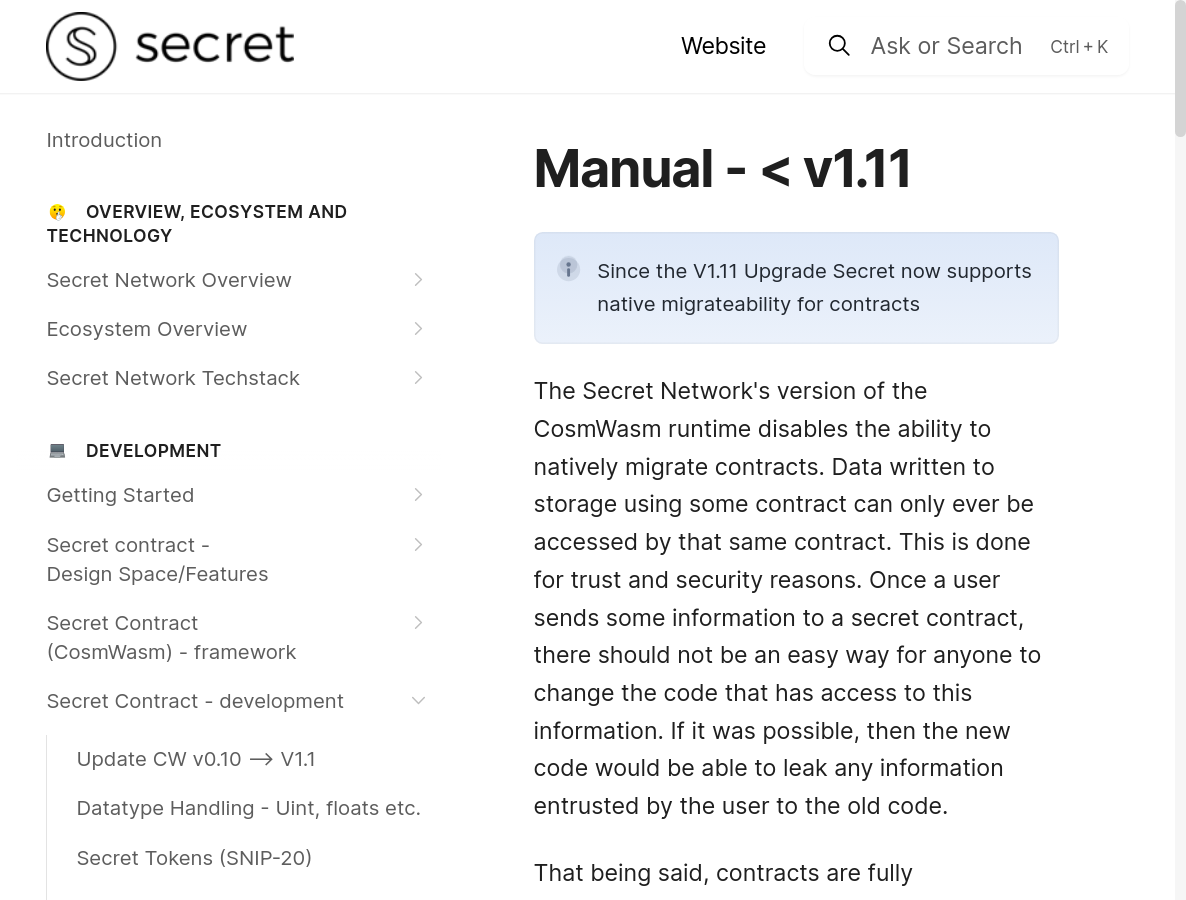 secret
Website
Ask or Search
Ctrl + K
Introduction
OVERVIEW, ECOSYSTEM AND
TECHNOLOGY
Secret Network Overview
Ecosystem Overview
Secret Network Techstack
DEVELOPMENT
Getting Started
Secret contract -
Design Space/Features
Secret Contract
(CosmWasm) - framework
Secret Contract - development
Update CW v0.10 --> V1.1
Datatype Handling - Uint, floats etc.
Secret Tokens (SNIP-20)
Manual - < v1.11
Since the V1.11 Upgrade Secret now supports
native migrateability for contracts
The Secret Network's version of the
CosmWasm runtime disables the ability to
natively migrate contracts. Data written to
storage using some contract can only ever be
accessed by that same contract. This is done
for trust and security reasons. Once a user
sends some information to a secret contract,
there should not be an easy way for anyone to
change the code that has access to this
information. If it was possible, then the new
code would be able to leak any information
entrusted by the user to the old code.
That being said, contracts are fully